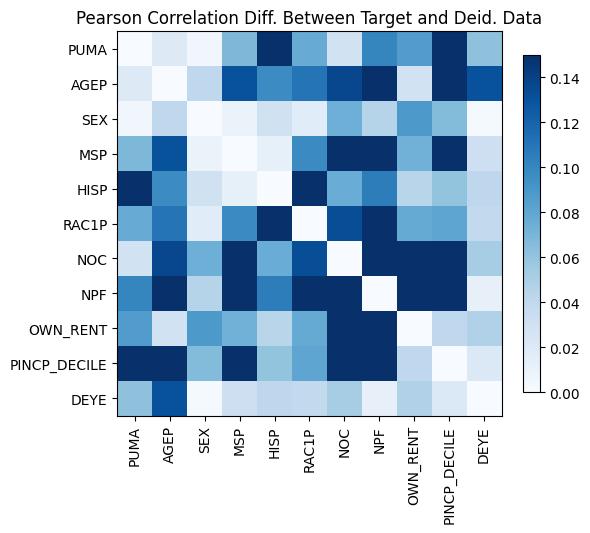 Pearson Correlation Diff. Between Target and Deid. Data
PUMA
AGEP
SEX
MSP
HISP
RAC1P
NOC
NPF
OWN_RENT
PINCP_DECILE
DEYE
PUMA
AGEP
SEX
MSP
HISP
RAC1P
NOC
NPF
OWN_RENT
PINCP_DECILE
DEYE
0.14
0.12
0.10
0.08
0.06
0.04
0.02
0.00